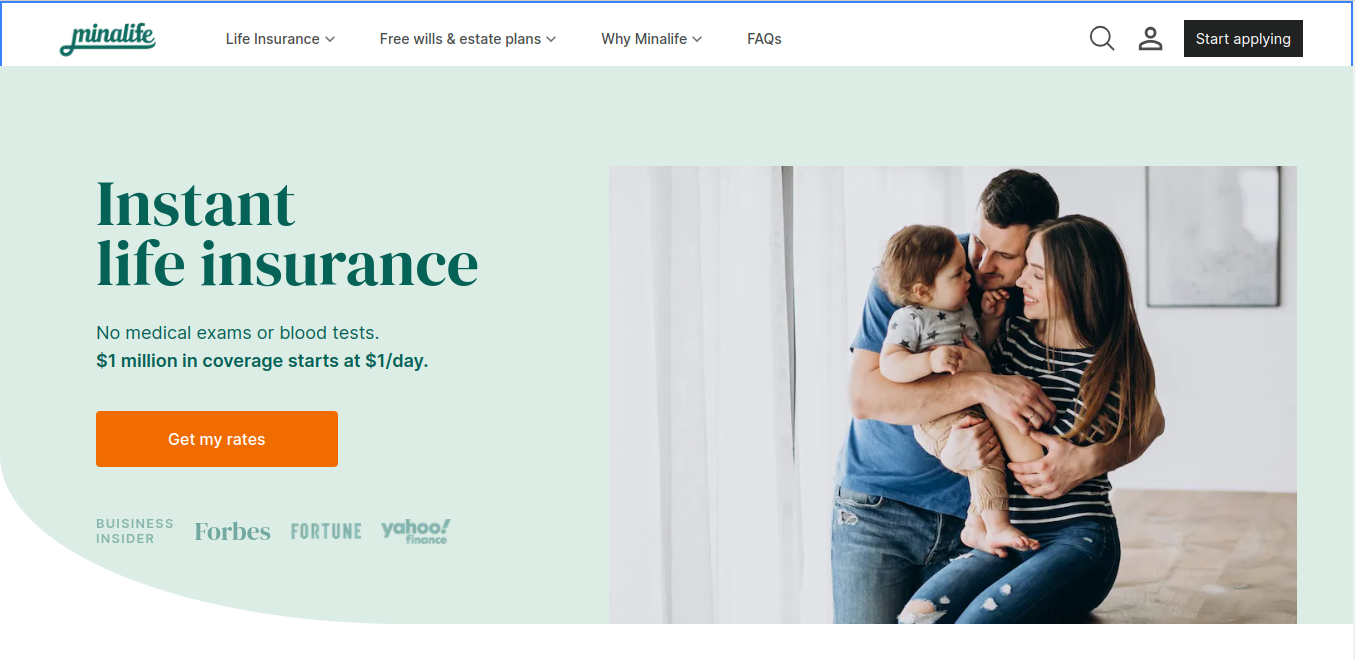 minalife
Life Insurance
Free wills & estate plans
Why Minalife
FAQs
Start applying
Instant
life insurance
No medical exams or blood tests.
$1 million in coverage starts at $1/day.
Get my rates
BUISINESS
INSIDER
Forbes
FORTUNE
yahoo!
finance